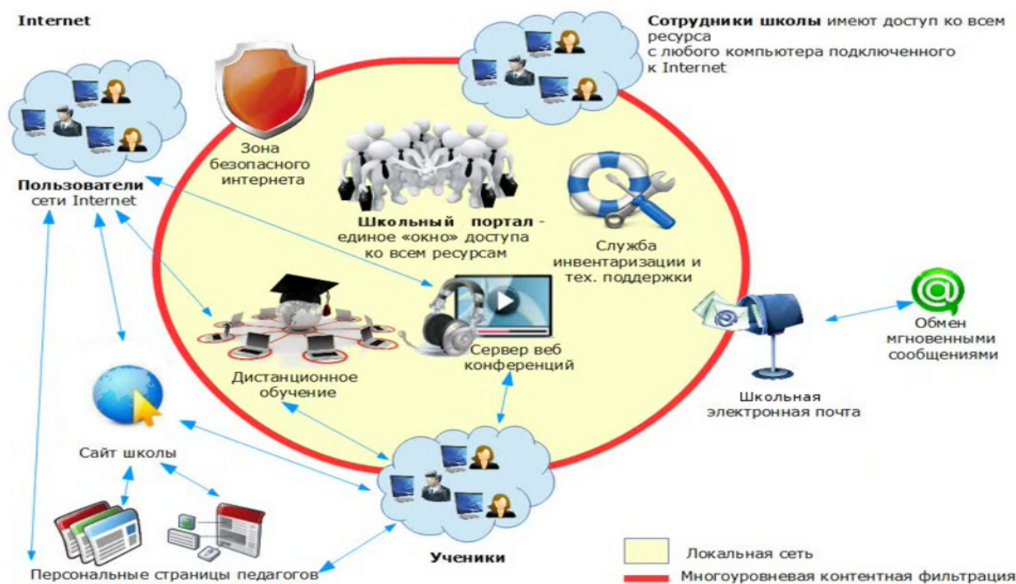 Internet
Сотрудники школы имеют доступ ко всем
ресурса
с любого компьютера подключенного
к Internet
Зона
безопасного
интернета
Пользователи
сети Internet
Школьный портал -
единое «окно» доступа
ко всем ресурсам
Служба
инвентаризации и
тех. поддержки
Обмен
мгновенными
сообщениями
Сервер веб
конференций
Дистанционное
обучение
Школьная
электронная почта
Сайт школы
Ученики
Персональные страницы педагогов
Локальная сеть
Многоуровневая контентная фильтрация